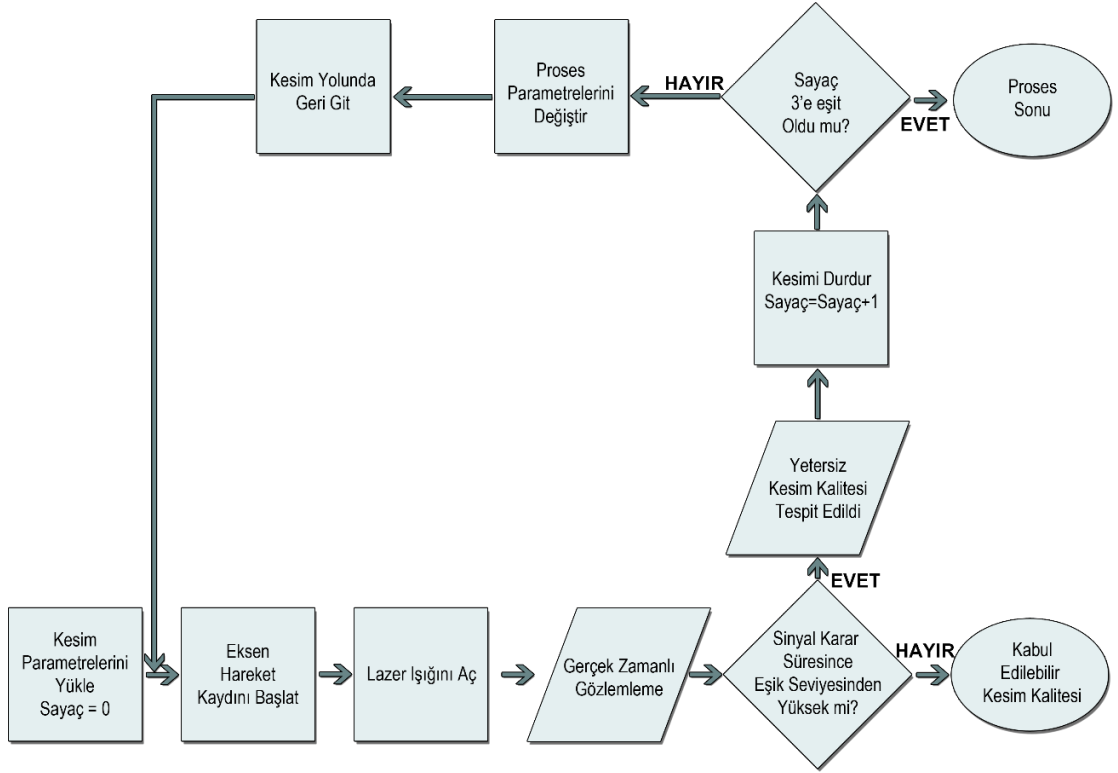 Kesim Yolunda
Geri Git
Proses
Parametrelerini
Değiştir
HAYIR
Sayaç
3'e eşit
Oldu mu?
EVET
Proses
Sonu
Kesimi Durdur
Sayaç=Sayaç+1
Yetersiz
Kesim Kalitesi
Tespit Edildi
EVET
Kesim
Parametrelerini
Yükle
Sayaç = 0
Eksen
Hareket
Kaydını Başlat
Lazer Işığını Aç
Gerçek Zamanlı
Gözlemleme
Sinyal Karar
Süresince
Eşik Seviyesinden
Yüksek mi?
HAYIR
Kabul
Edilebilir
Kesim Kalitesi